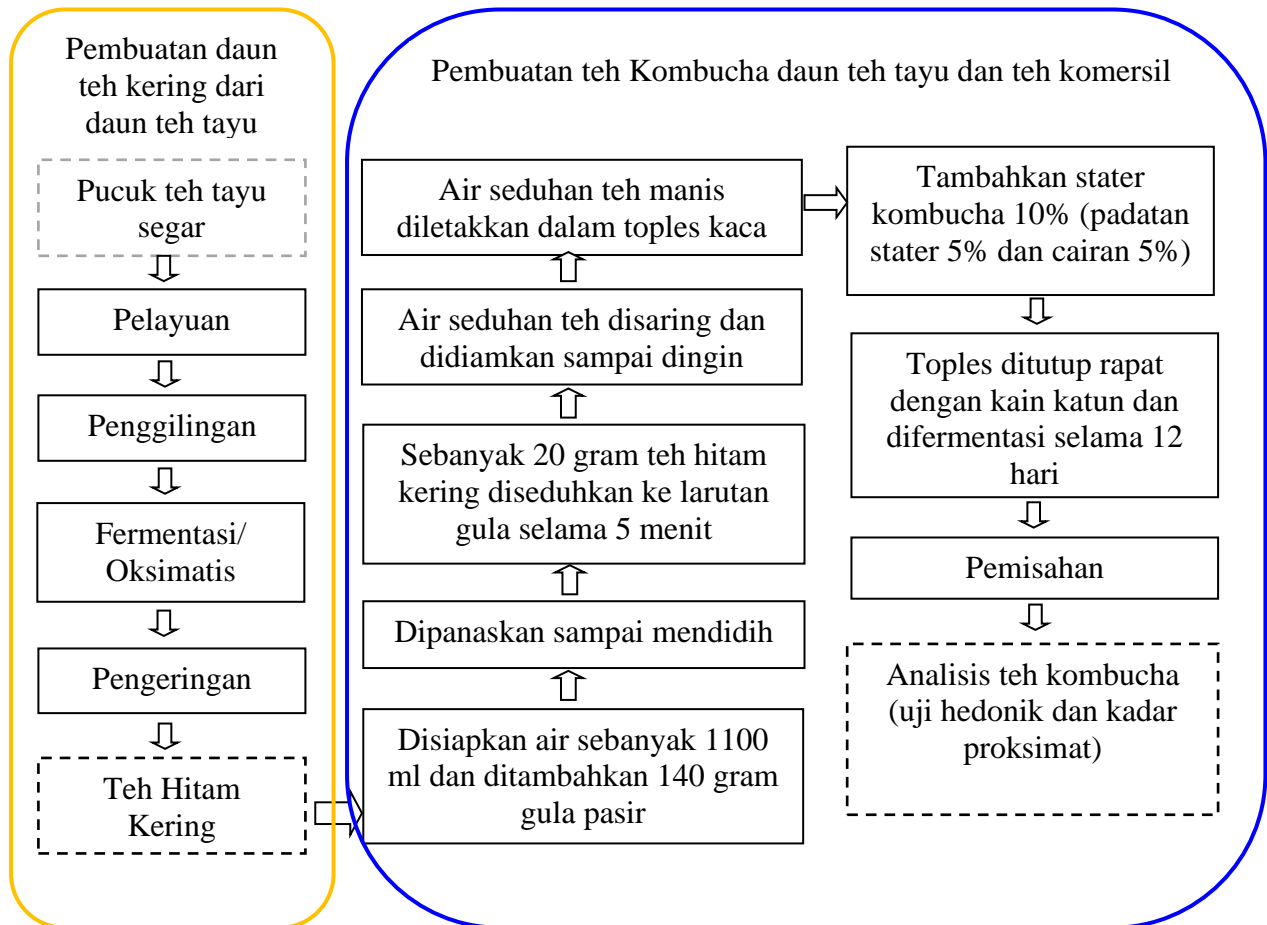 Pembuatan daun
teh kering dari
daun teh tayu
Pucuk teh tayu
segar
Pelayuan
Penggilingan
Fermentasi/
Oksimatis
Pengeringan
Teh Hitam
Kering
Pembuatan teh Kombucha daun teh tayu dan teh komersil
Disiapkan air sebanyak 1100
ml dan ditambahkan 140 gram
gula pasir
Dipanaskan sampai mendidih
Sebanyak 20 gram teh hitam
kering diseduhkan ke larutan
gula selama 5 menit
Air seduhan teh disaring dan
didiamkan sampai dingin
Air seduhan teh manis
diletakkan dalam toples kaca
Tambahkan stater
kombucha 10% (padatan
stater 5% dan cairan 5%)
Toples ditutup rapat
dengan kain katun dan
difermentasi selama 12
hari
Pemisahan
Analisis teh kombucha
(uji hedonik dan kadar
proksimat)